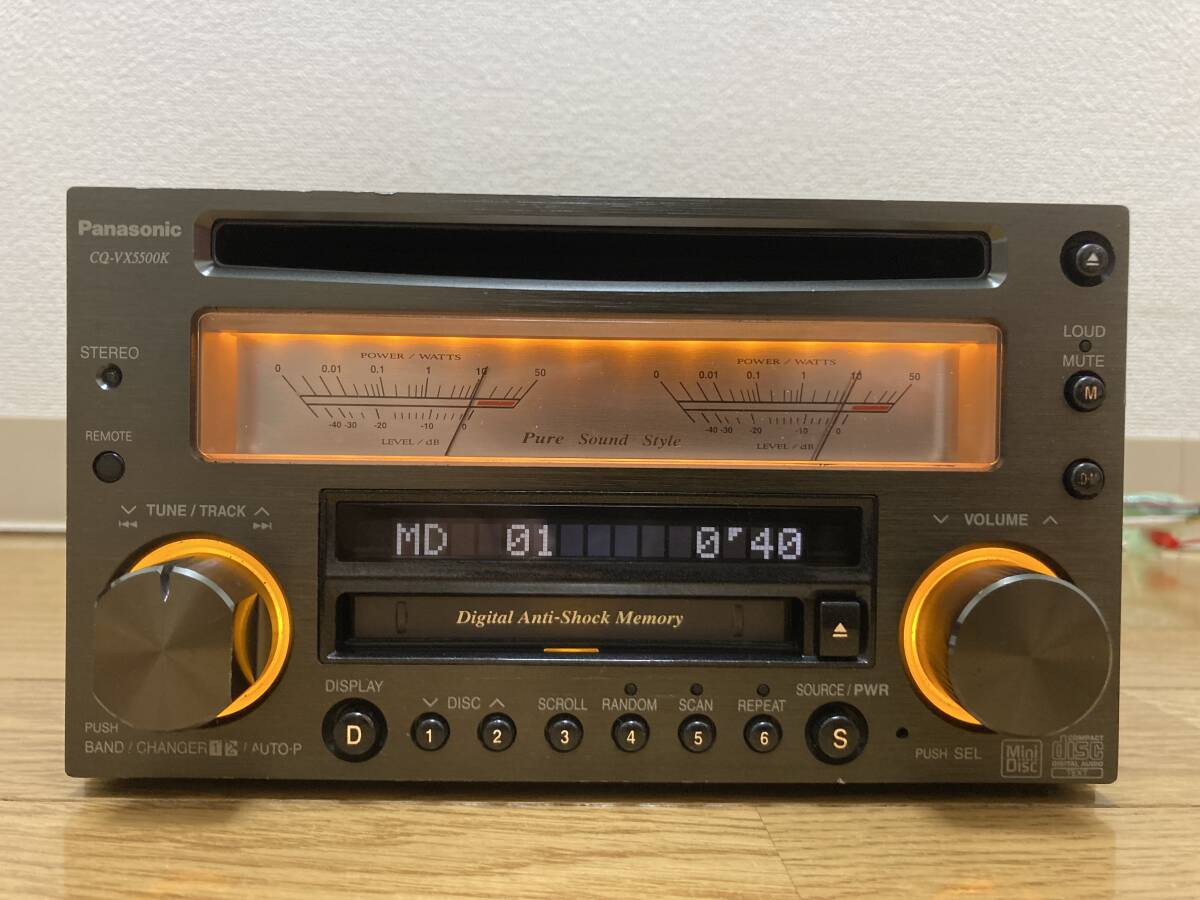 Panasonic
CQ-VX5500K
LOUD
STEREO
MUTE
M
REMOTE
POWER / WATTS
0 0.01 0.1 1 10 50
-40 -30 -20 -10 0
LEVEL / dB
Pure Sound Style
POWER / WATTS
0 0.01 0.1 1 10 50
-40 -30 -20 -10 0
LEVEL / dB
TUNE / TRACK
VOLUME
MD 01 0'40
Digital Anti-Shock Memory
DISPLAY
DISC
SCROLL
RANDOM
SCAN
REPEAT
SOURCE / PWR
D
1
2
3
4
5
6
S
PUSH
BAND / CHANGER 1 2 / AUTO-P
PUSH SEL
Mini Disc
COMPACT disc DIGITAL AUDIO TEXT